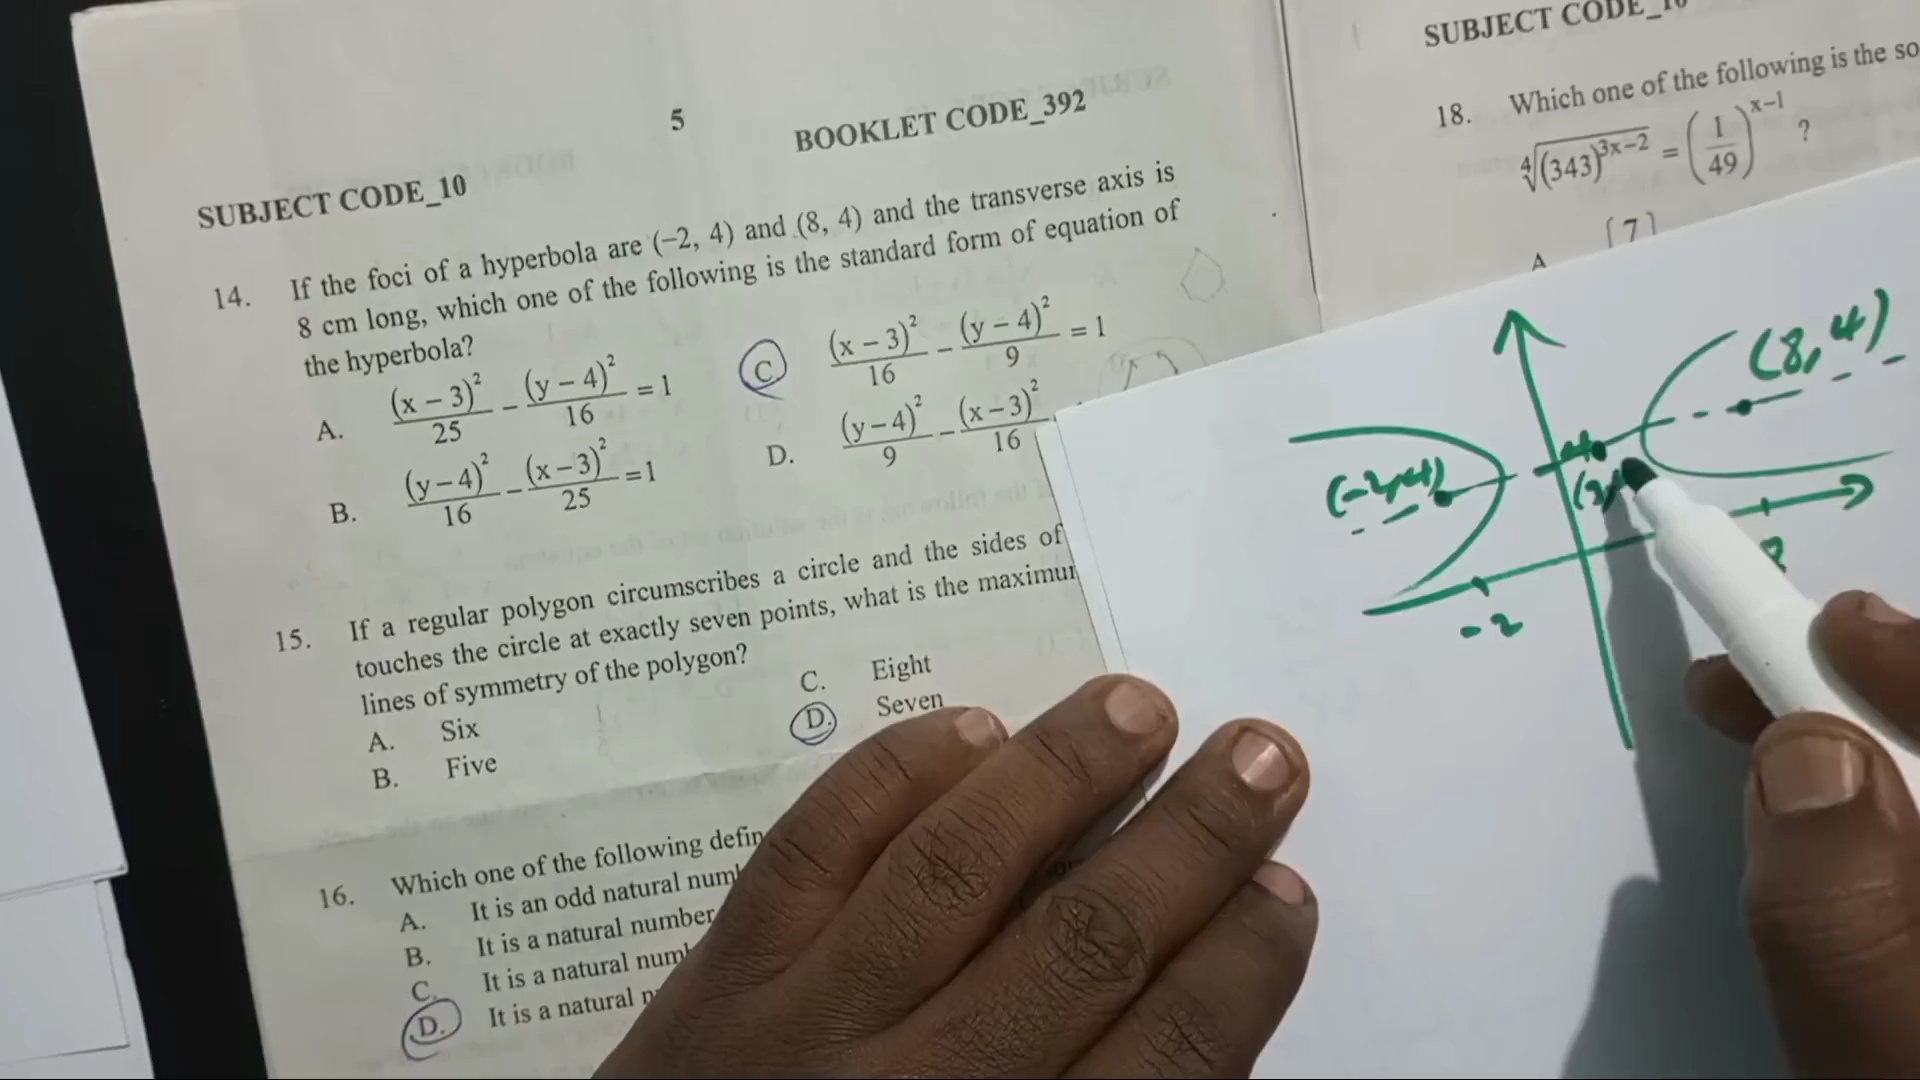 5
BOOKLET CODE_392
SUBJECT CODE_10
14. If the foci of a hyperbola are (−2, 4) and (8, 4) and the transverse axis is
8 cm long, which one of the following is the standard form of equation of
the hyperbola?
A. (x − 3)²/25 − (y − 4)²/16 = 1
C. (x − 3)²/16 − (y − 4)²/9 = 1
B. (y − 4)²/16 − (x − 3)²/25 = 1
D. (y − 4)²/9 − (x − 3)²/16
15. If a regular polygon circumscribes a circle and the sides of
touches the circle at exactly seven points, what is the
lines of symmetry of the polygon?
A. Six
C. Eight
B. Five
D. Seven
16. Which one of the following
A. It is an odd natural
B. It is a natural number
C. It is a natural
D. It is a natural
SUBJECT
18. Which one of the following is the
∜(343)^(3x−2) = (1/49)^(x−1) ?
A
7
(8, 4)
(-2,4)
4
(3,
-2
8